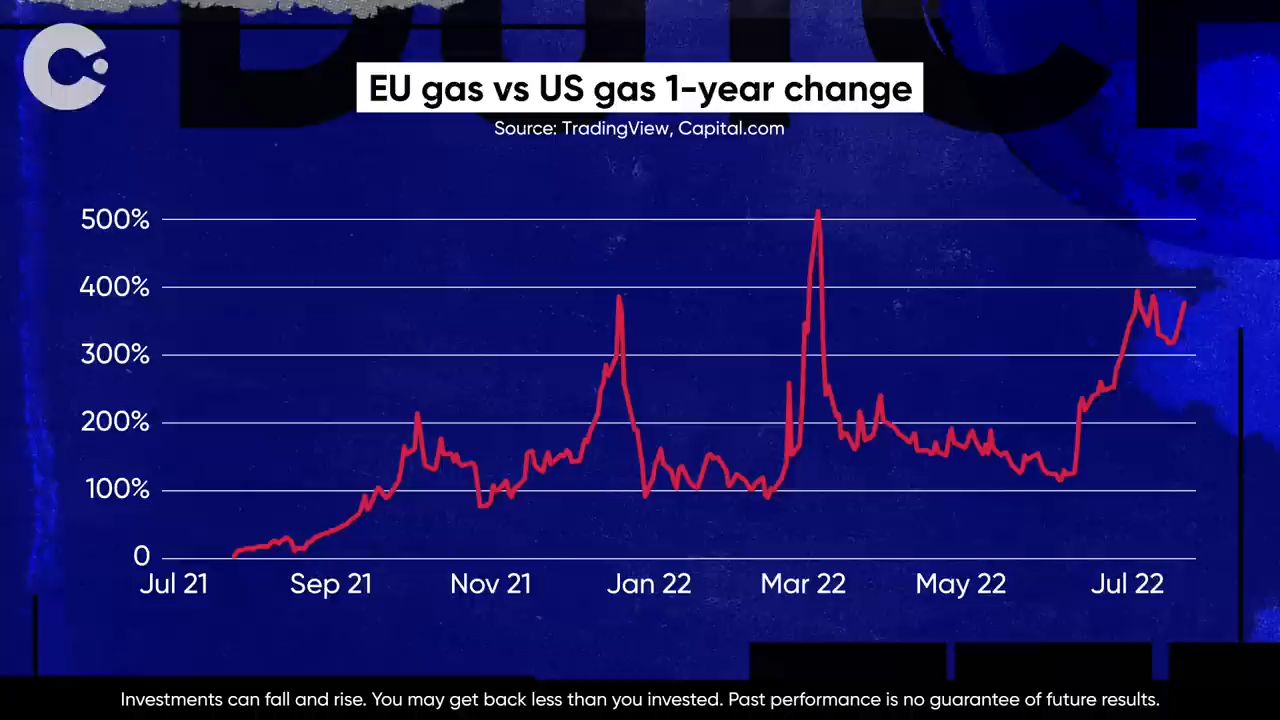 EU gas vs US gas 1-year change
Source: TradingView, Capital.com
500%
400%
300%
200%
100%
0
Jul 21 Sep 21 Nov 21 Jan 22 Mar 22 May 22 Jul 22
Investments can fall and rise. You may get back less than you invested. Past performance is no guarantee of future results.